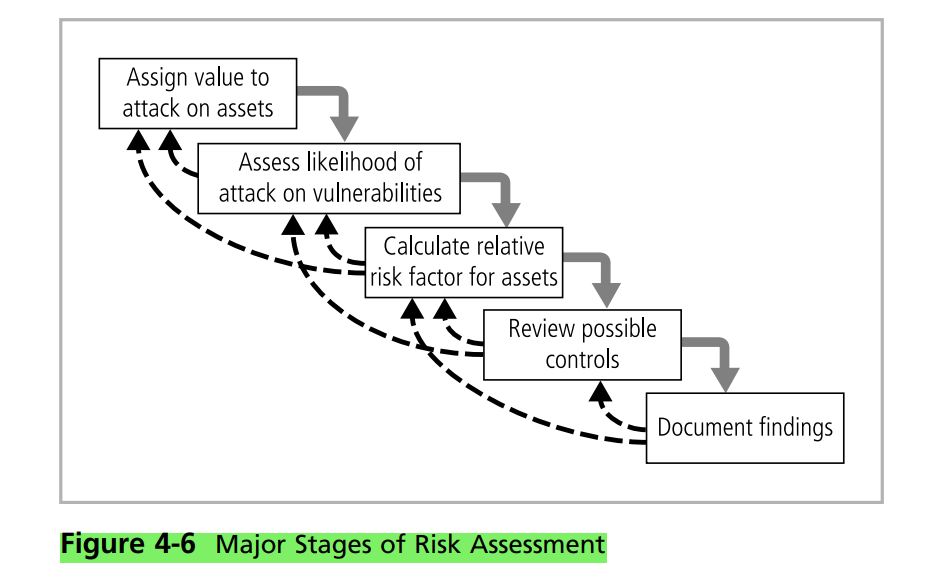 Assign value to
attack on assets
Assess likelihood of
attack on vulnerabilities
Calculate relative
risk factor for assets
Review possible
controls
Document findings
Figure 4-6 Major Stages of Risk Assessment